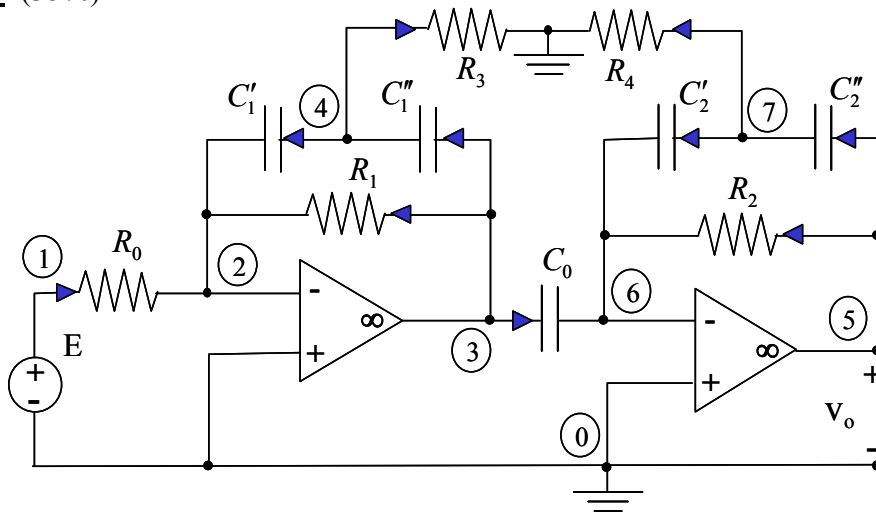 R₃
R₄
C₁′
4
C₁″
C₂′
7
C₂″
R₁
R₂
1
R₀
2
C₀
6
-
∞
+
3
-
∞
+
5
E
+
-
0
+
vₒ
-